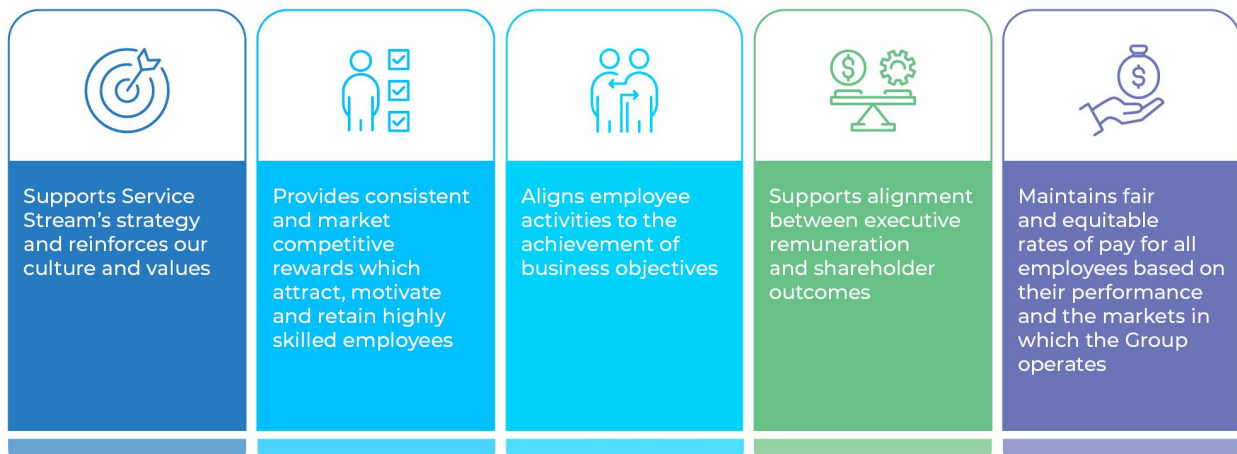 Supports Service
Stream’s strategy
and reinforces our
culture and values
Provides consistent
and market
competitive
rewards which
attract, motivate
and retain highly
skilled employees
Aligns employee
activities to the
achievement of
business objectives
$
Supports alignment
between executive
remuneration
and shareholder
outcomes
$
Maintains fair
and equitable
rates of pay for all
employees based on
their performance
and the markets in
which the Group
operates